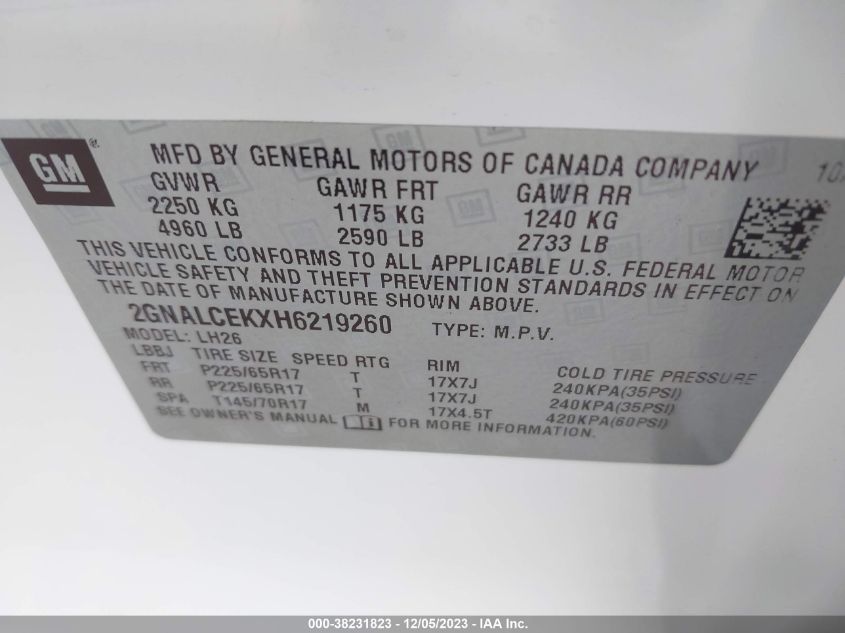 GM ®
MFD BY GENERAL MOTORS OF CANADA COMPANY
GVWR GAWR FRT GAWR RR
2250 KG 1175 KG 1240 KG
4960 LB 2590 LB 2733 LB
THIS VEHICLE CONFORMS TO ALL APPLICABLE U.S. FEDERAL MOTOR
VEHICLE SAFETY AND THEFT PREVENTION STANDARDS IN EFFECT ON
THE DATE OF MANUFACTURE SHOWN ABOVE.
2GNALCEKXH6219260 TYPE: M.P.V.
MODEL: LH26
LBBJ TIRE SIZE SPEED RTG RIM COLD TIRE PRESSURE
FRT P225/65R17 T 17X7J 240KPA(35PSI)
RR P225/65R17 T 17X7J 240KPA(35PSI)
SPA T145/70R17 M 17X4.5T 420KPA(60PSI)
SEE OWNER'S MANUAL FOR MORE INFORMATION.
000-38231823 - 12/05/2023 - IAA Inc.